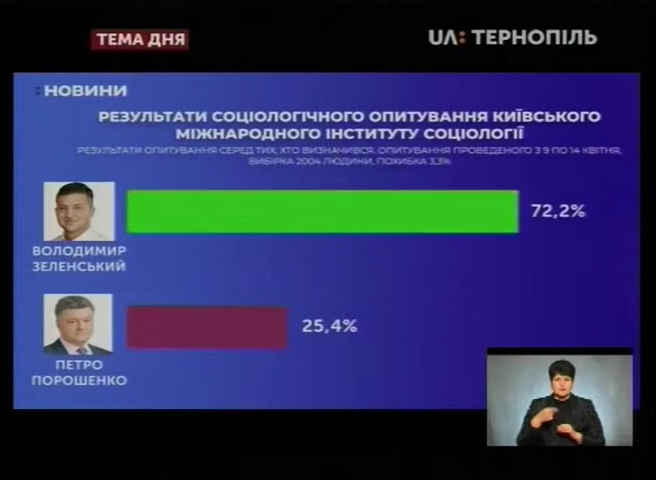 ТЕМА ДНЯ
UA: ТЕРНОПІЛЬ
:НОВИНИ
РЕЗУЛЬТАТИ СОЦІОЛОГІЧНОГО ОПИТУВАННЯ КИЇВСЬКОГО
МІЖНАРОДНОГО ІНСТИТУТУ СОЦІОЛОГІЇ
РЕЗУЛЬТАТИ ОПИТУВАННЯ СЕРЕД ТИХ, ХТО ВИЗНАЧИВСЯ. ОПИТУВАННЯ ПРОВЕДЕНОГО З 9 ПО 14 КВІТНЯ,
ВИБІРКА 2004 ЛЮДИНИ, ПОХИБКА 3,3%
72,2%
ВОЛОДИМИР
ЗЕЛЕНСЬКИЙ
25,4%
ПЕТРО
ПОРОШЕНКО